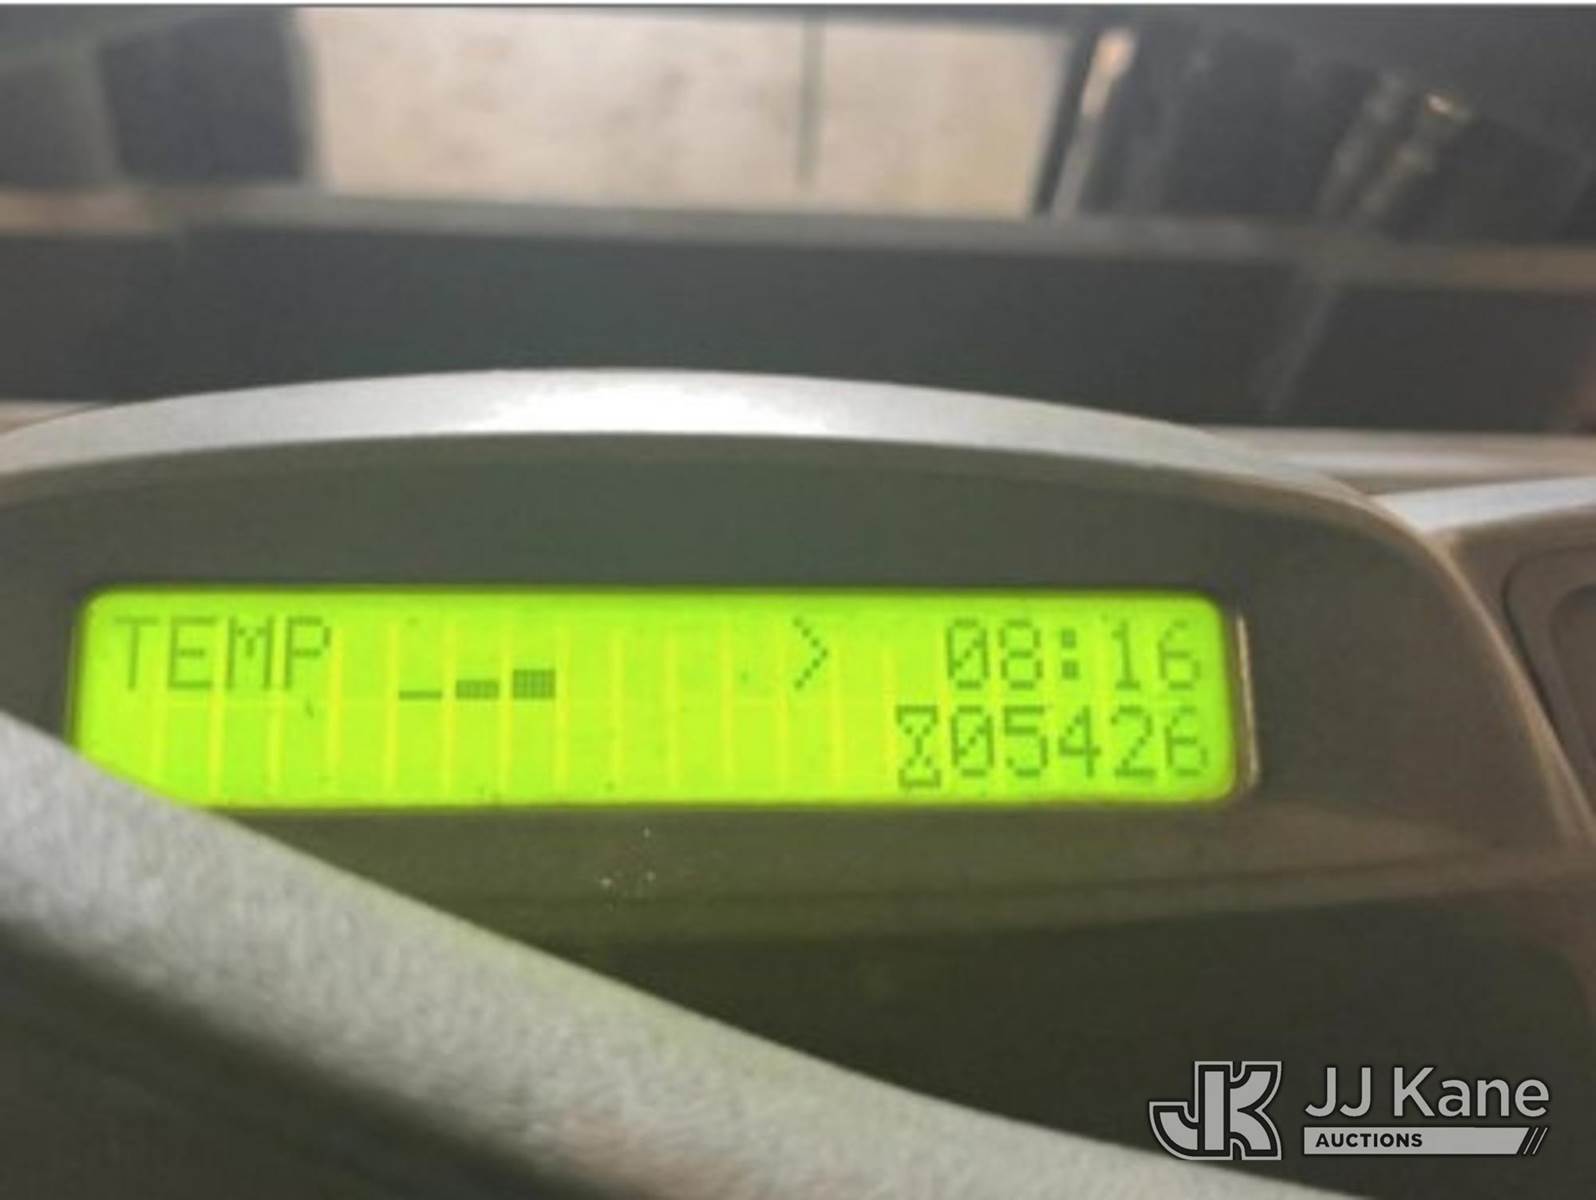 TEMP > 08:16
05426
JJ Kane
AUCTIONS